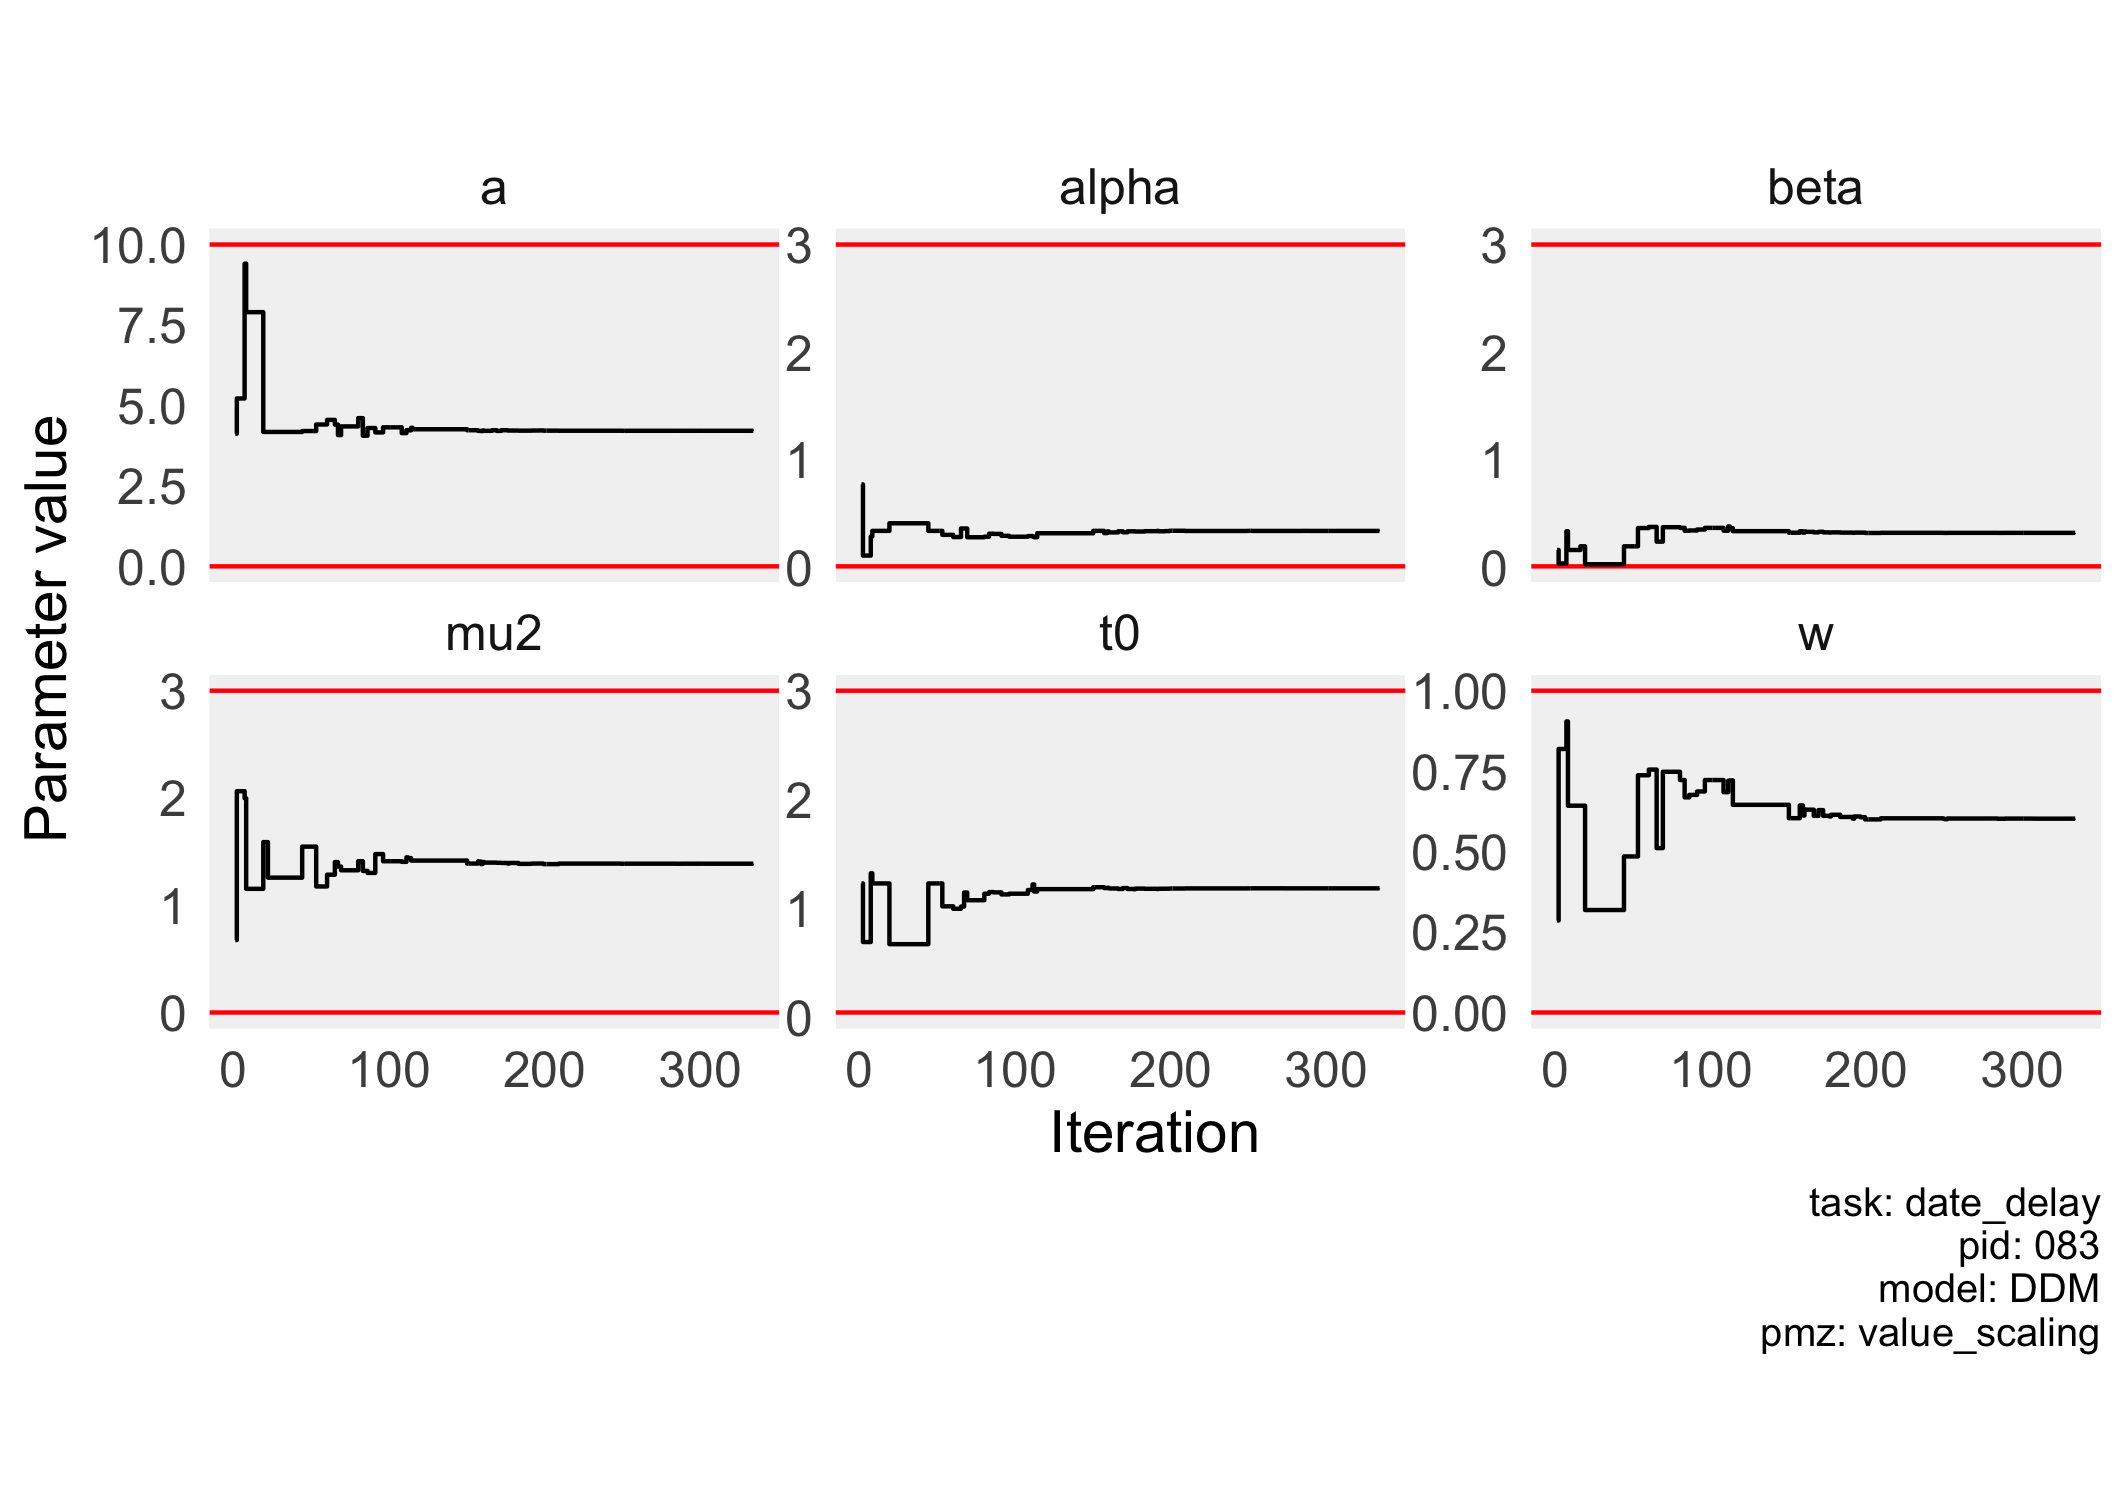 a
alpha
beta
10.0
7.5
5.0
2.5
0.0
3
2
1
0
3
2
1
0
mu2
t0
w
3
2
1
0
3
2
1
0
1.00
0.75
0.50
0.25
0.00
0 100 200 300
0 100 200 300
0 100 200 300
Parameter value
Iteration
task: date_delay
pid: 083
model: DDM
pmz: value_scaling